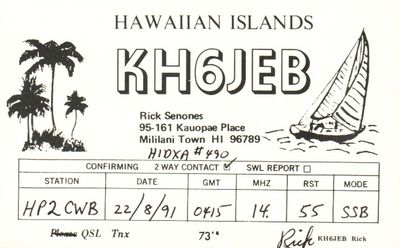 HAWAIIAN ISLANDS
KH6JEB
Rick Senones
95-161 Kauopae Place
Mililani Town HI 96789
HIDXA #490
CONFIRMING 2 WAY CONTACT ☑ SWL REPORT ☐
STATION DATE GMT MHZ RST MODE
HP2CWB 22/8/91 0415 14. 55 SSB
Please QSL Tnx 73's Rick KH6JEB Rick